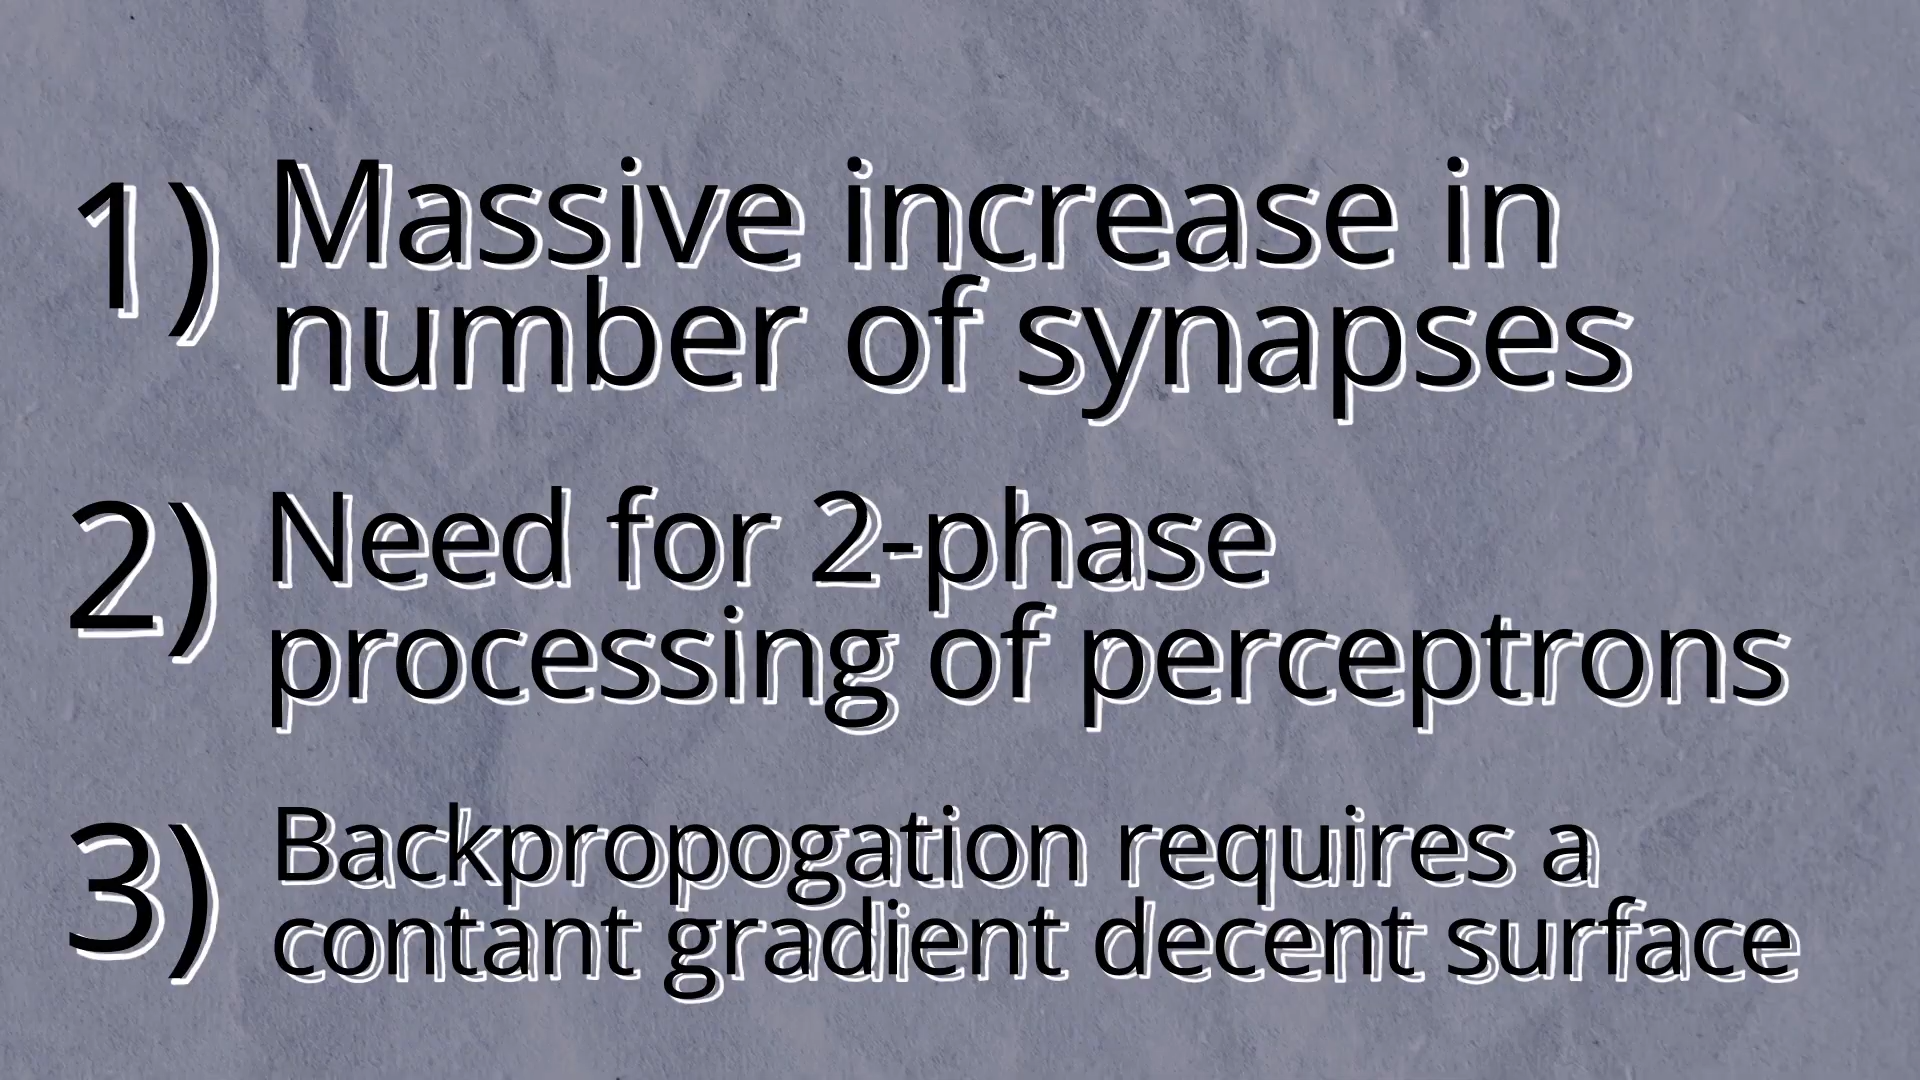 1) Massive increase in
number of synapses
2) Need for 2-phase
processing of perceptrons
3) Backpropogation requires a
contant gradient decent surface